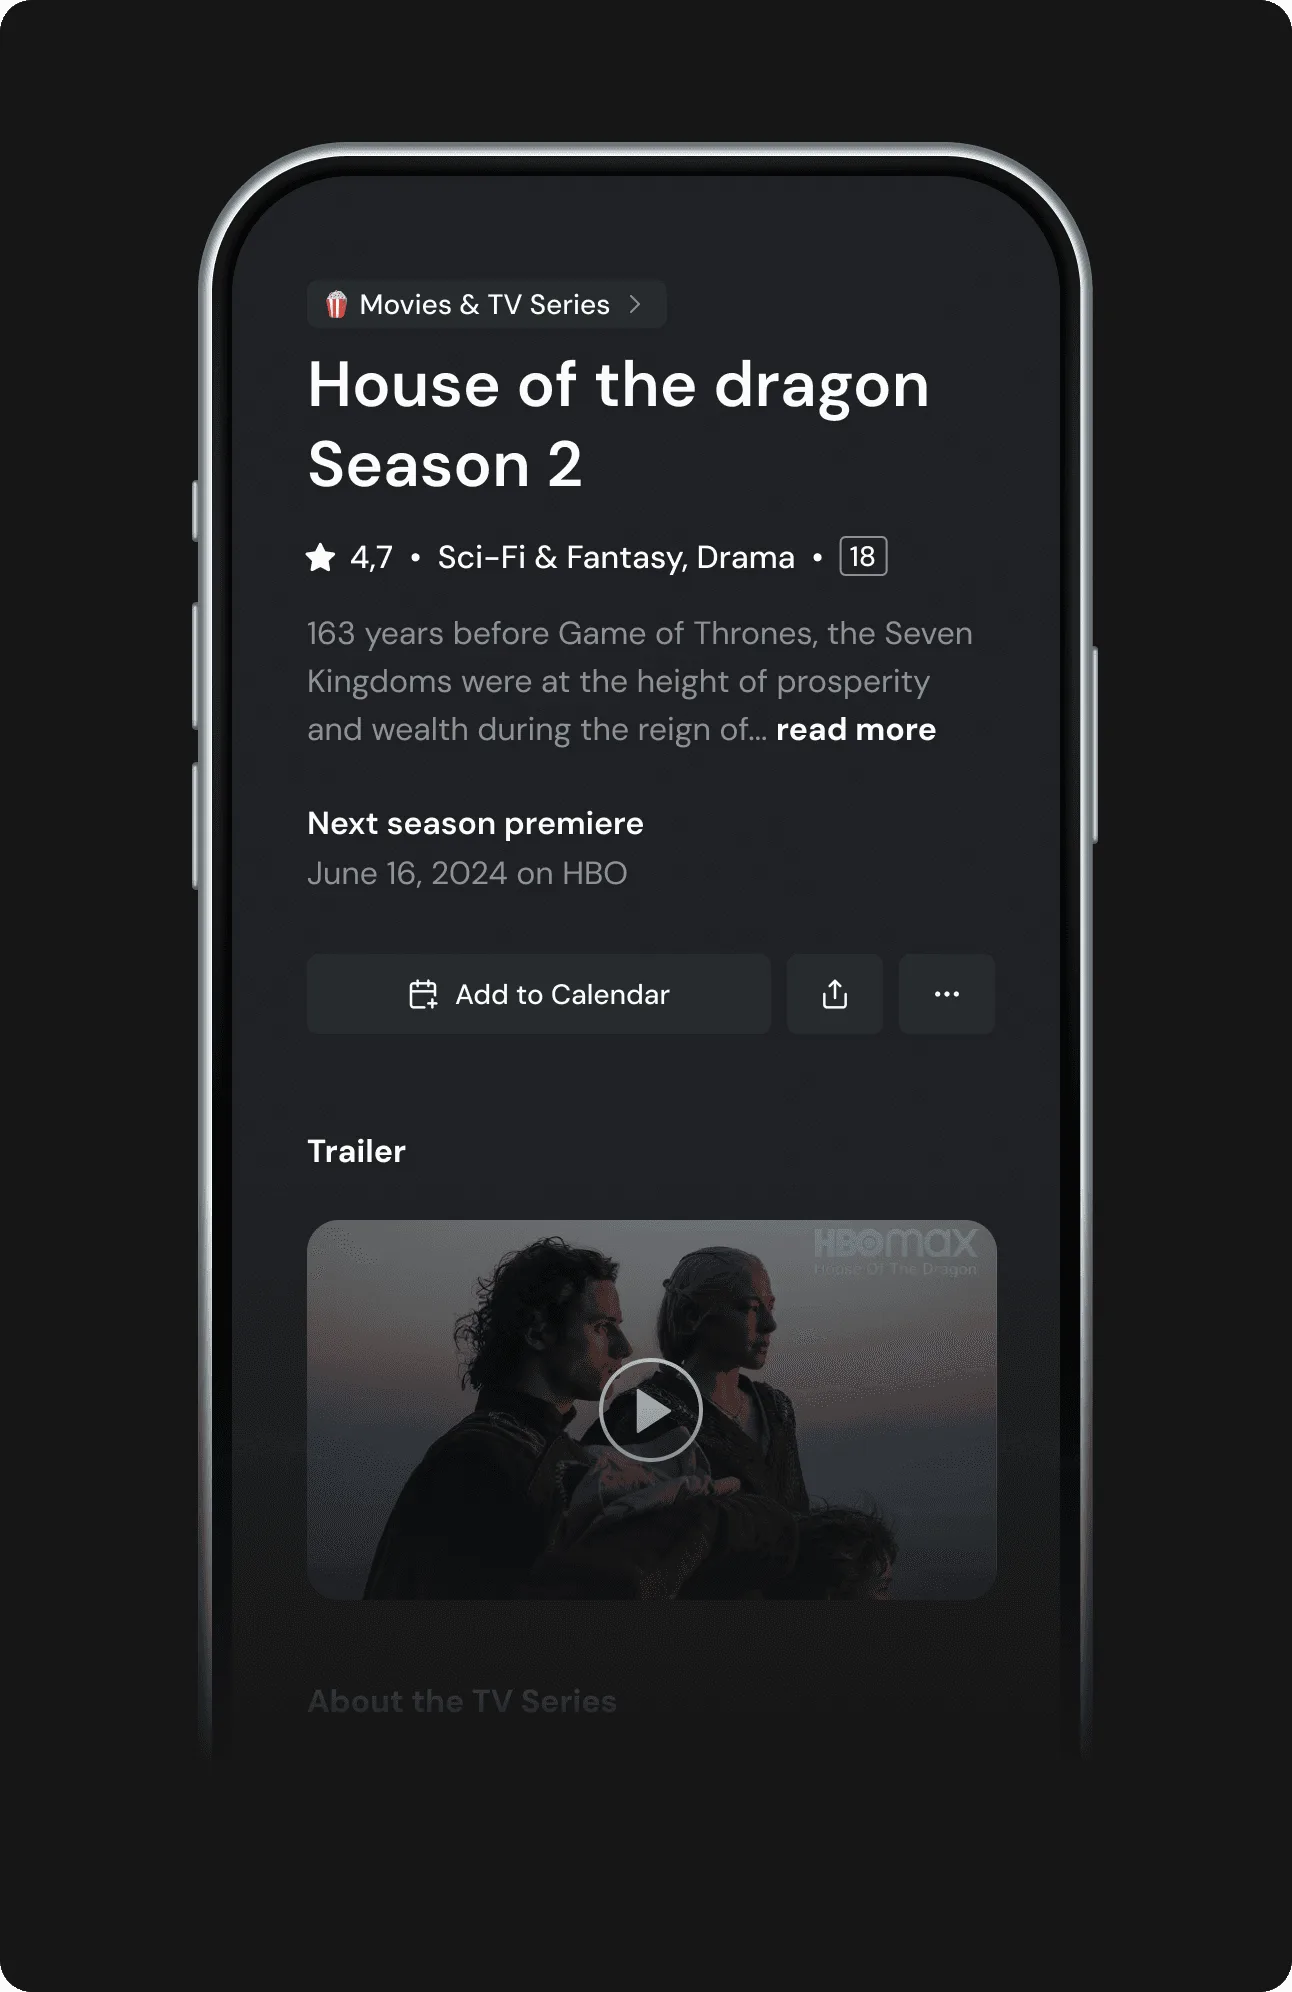 Movies & TV Series
House of the dragon
Season 2
4,7 • Sci-Fi & Fantasy, Drama • 18
163 years before Game of Thrones, the Seven
Kingdoms were at the height of prosperity
and wealth during the reign of... read more
Next season premiere
June 16, 2024 on HBO
Add to Calendar
Trailer
HBOmax
House Of The Dragon
About the TV Series